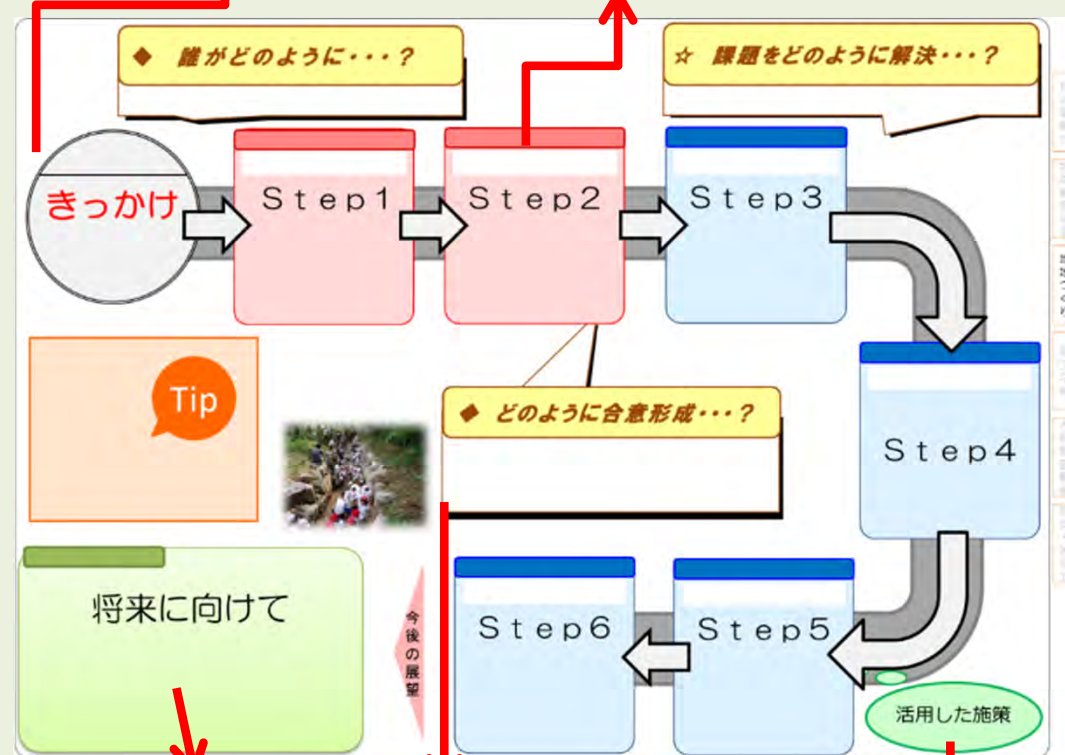 ◆ 誰がどのように・・・？
☆ 課題をどのように解決・・・？
きっかけ
Ｓｔｅｐ１
Ｓｔｅｐ２
Ｓｔｅｐ３
Tip
◆ どのように合意形成・・・？
Ｓｔｅｐ４
将来に向けて
今後の展望
Ｓｔｅｐ６
Ｓｔｅｐ５
活用した施策